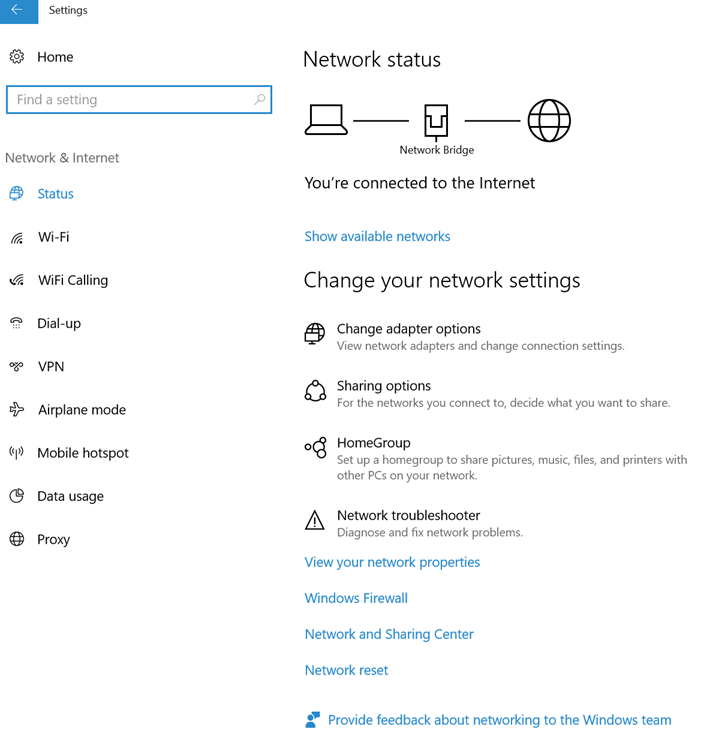 Settings
Home
Find a setting
Network & Internet
Status
Wi-Fi
WiFi Calling
Dial-up
VPN
Airplane mode
Mobile hotspot
Data usage
Proxy
Network status
Network Bridge
You're connected to the Internet
Show available networks
Change your network settings
Change adapter options
View network adapters and change connection settings.
Sharing options
For the networks you connect to, decide what you want to share.
HomeGroup
Set up a homegroup to share pictures, music, files, and printers with
other PCs on your network.
Network troubleshooter
Diagnose and fix network problems.
View your network properties
Windows Firewall
Network and Sharing Center
Network reset
Provide feedback about networking to the Windows team